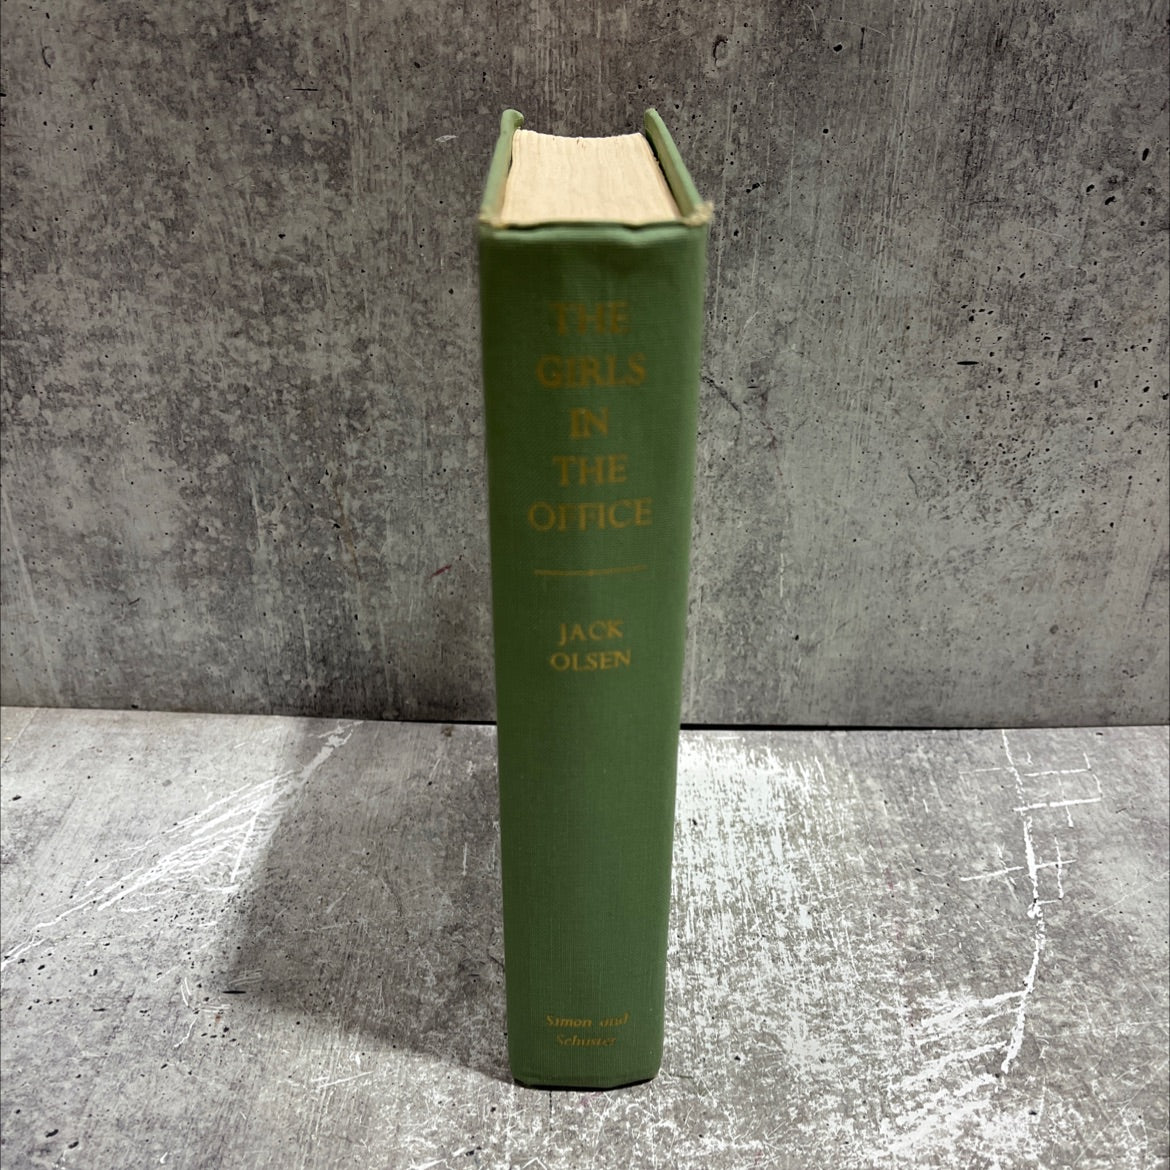 THE
GIRLS
IN
THE
OFFICE
JACK
OLSEN
Simon and
Schuster